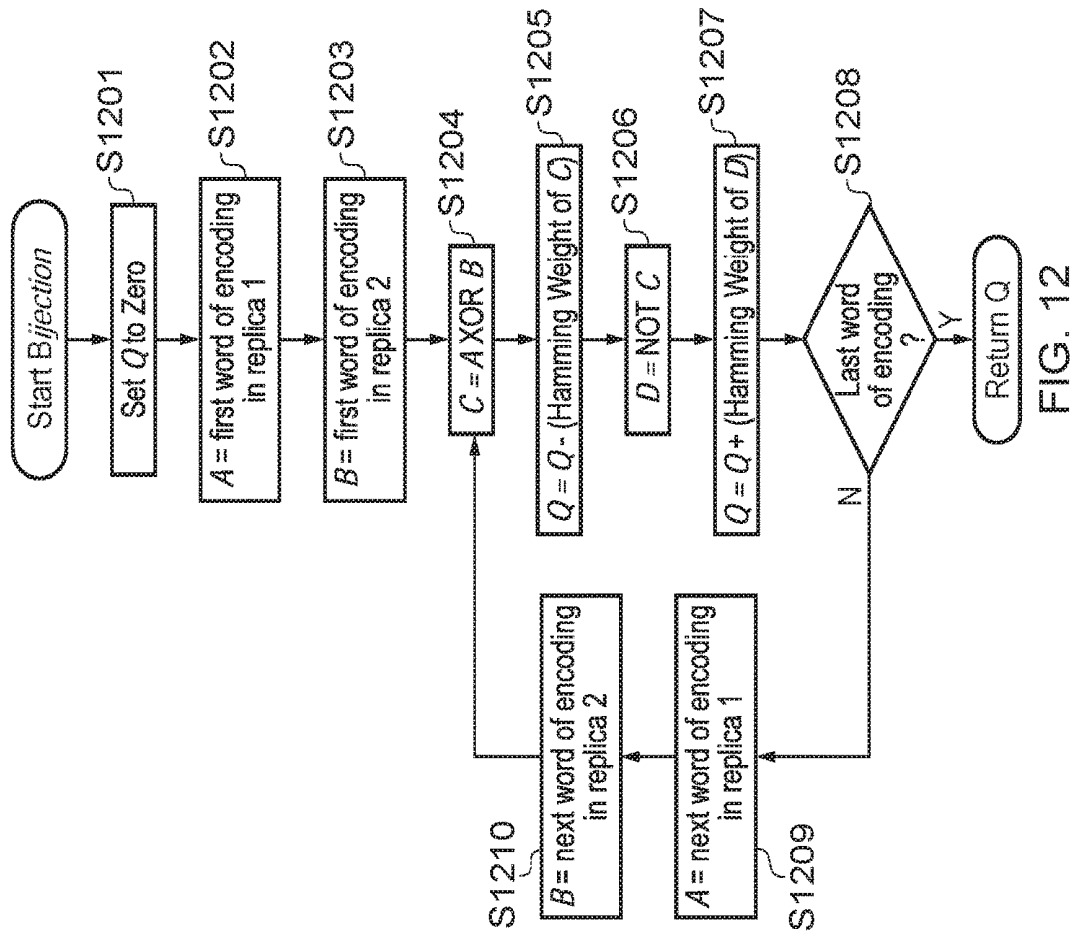 Start Bijection
Set Q to Zero
S1201
A = first word of encoding
in replica 1
S1202
B = first word of encoding
in replica 2
S1203
C = A XOR B
S1204
Q = Q - (Hamming Weight of C)
S1205
D = NOT C
S1206
Q = Q + (Hamming Weight of D)
S1207
Last word
of encoding
?
S1208
N
Y
Return Q
A = next word of encoding
in replica 1
S1209
B = next word of encoding
in replica 2
S1210
FIG. 12